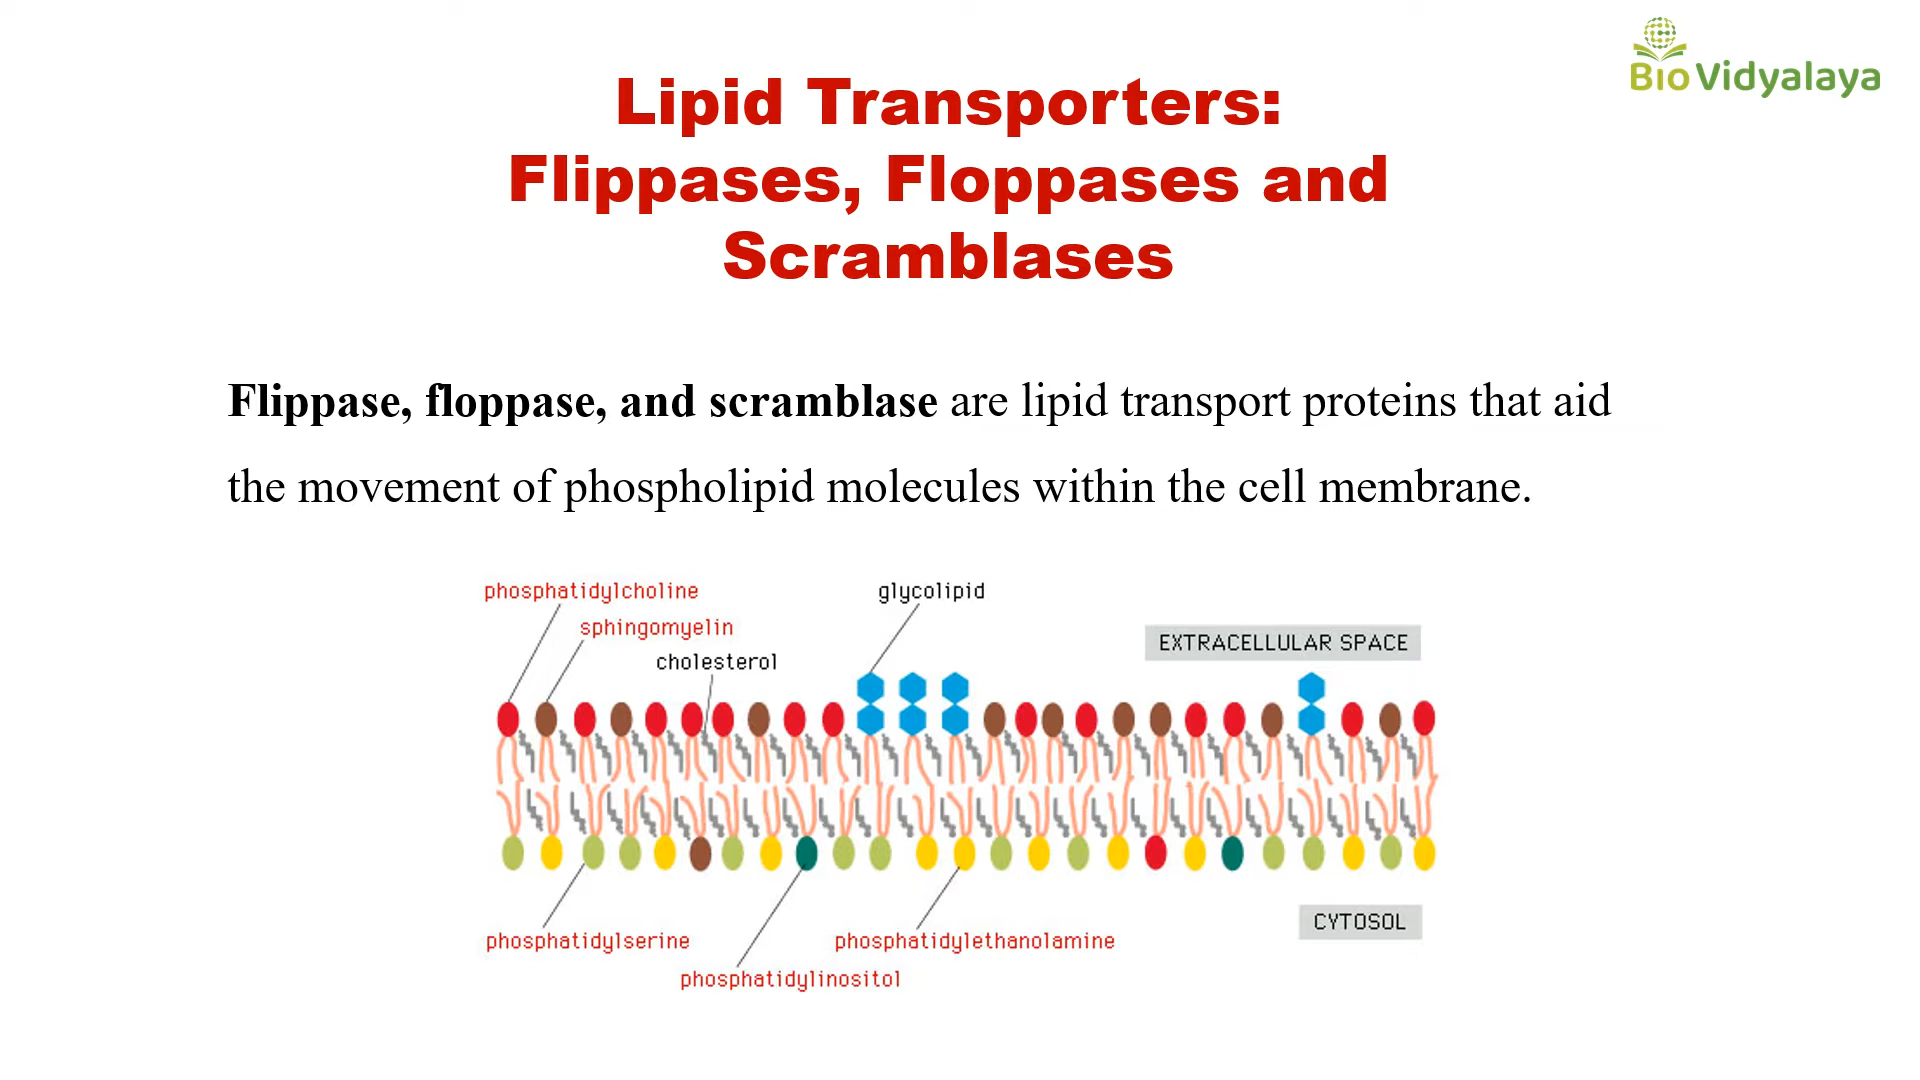 Bio Vidyalaya
Lipid Transporters:
Flippases, Floppases and
Scramblases
Flippase, floppase, and scramblase are lipid transport proteins that aid
the movement of phospholipid molecules within the cell membrane.
phosphatidylcholine
glycolipid
sphingomyelin
EXTRACELLULAR SPACE
cholesterol
CYTOSOL
phosphatidylserine
phosphatidylethanolamine
phosphatidylinositol